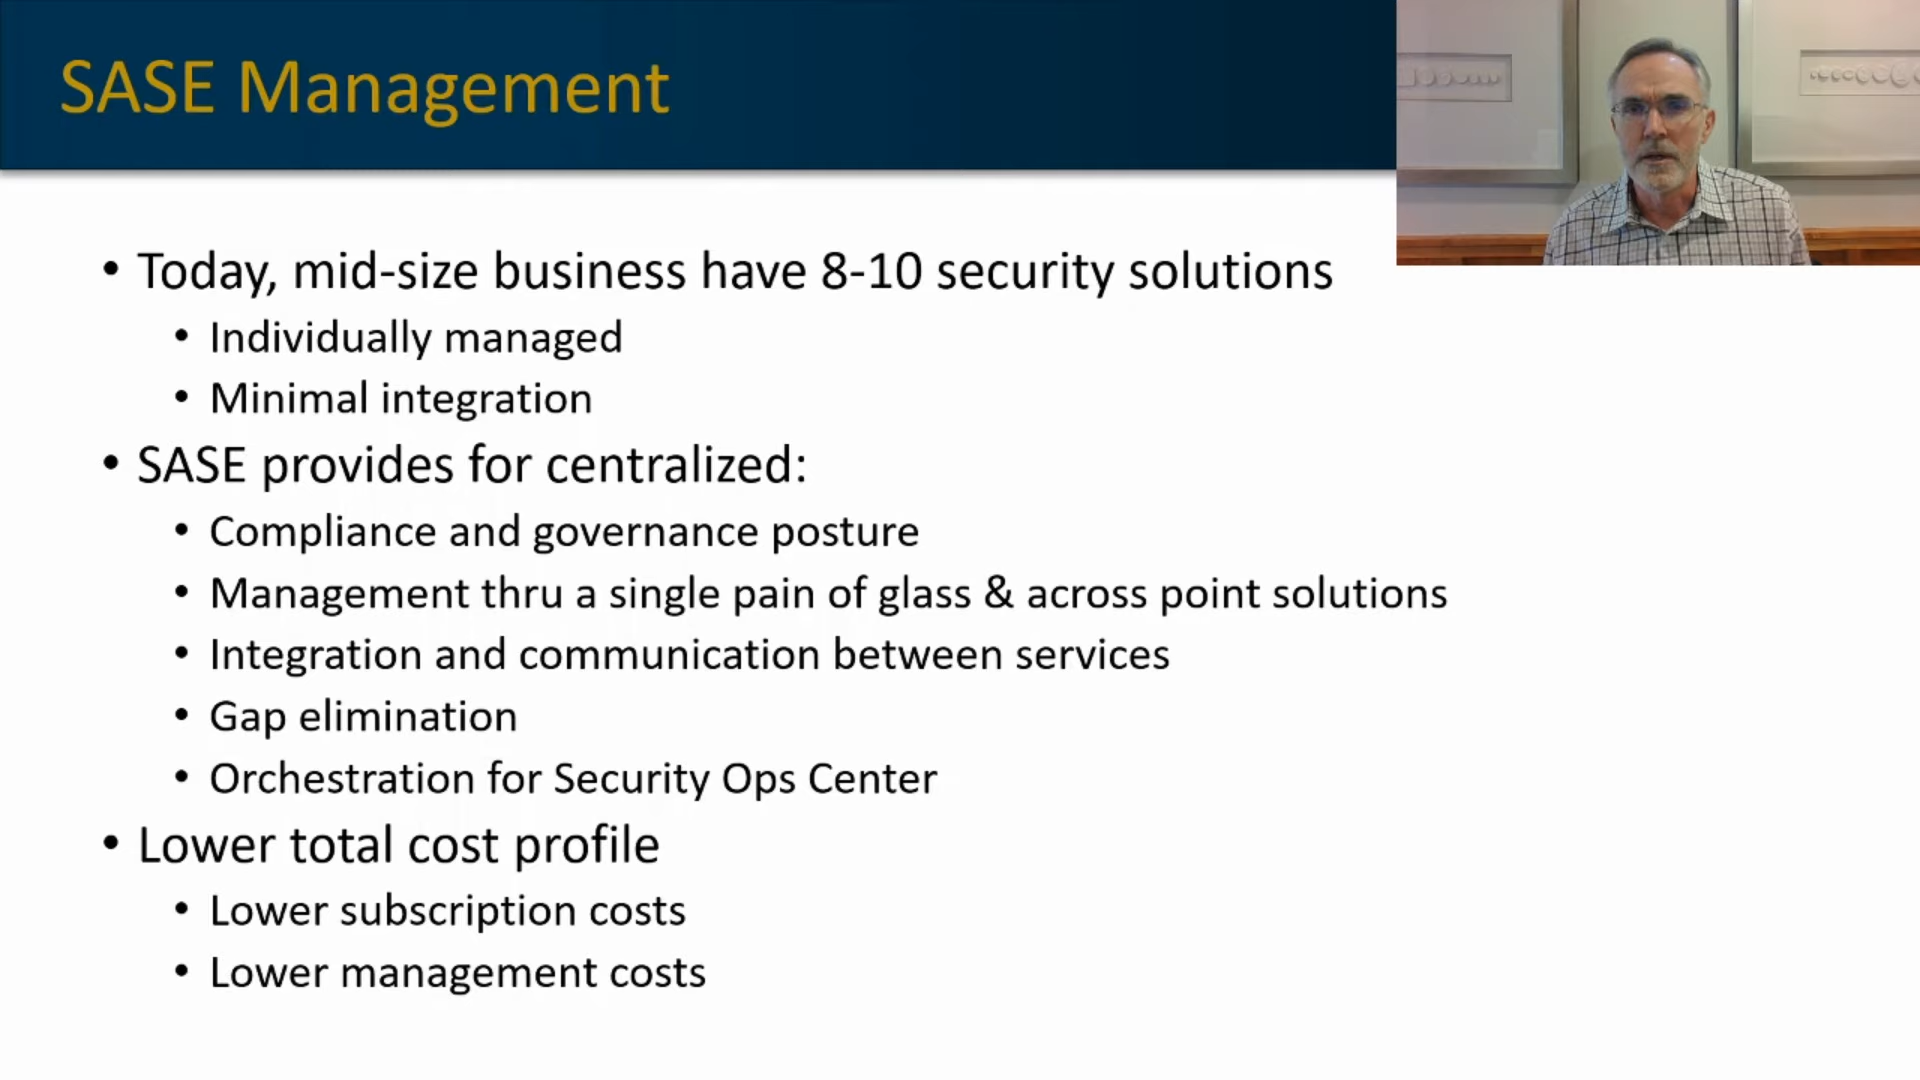 SASE Management
• Today, mid-size business have 8-10 security solutions
• Individually managed
• Minimal integration
• SASE provides for centralized:
• Compliance and governance posture
• Management thru a single pain of glass & across point solutions
• Integration and communication between services
• Gap elimination
• Orchestration for Security Ops Center
• Lower total cost profile
• Lower subscription costs
• Lower management costs